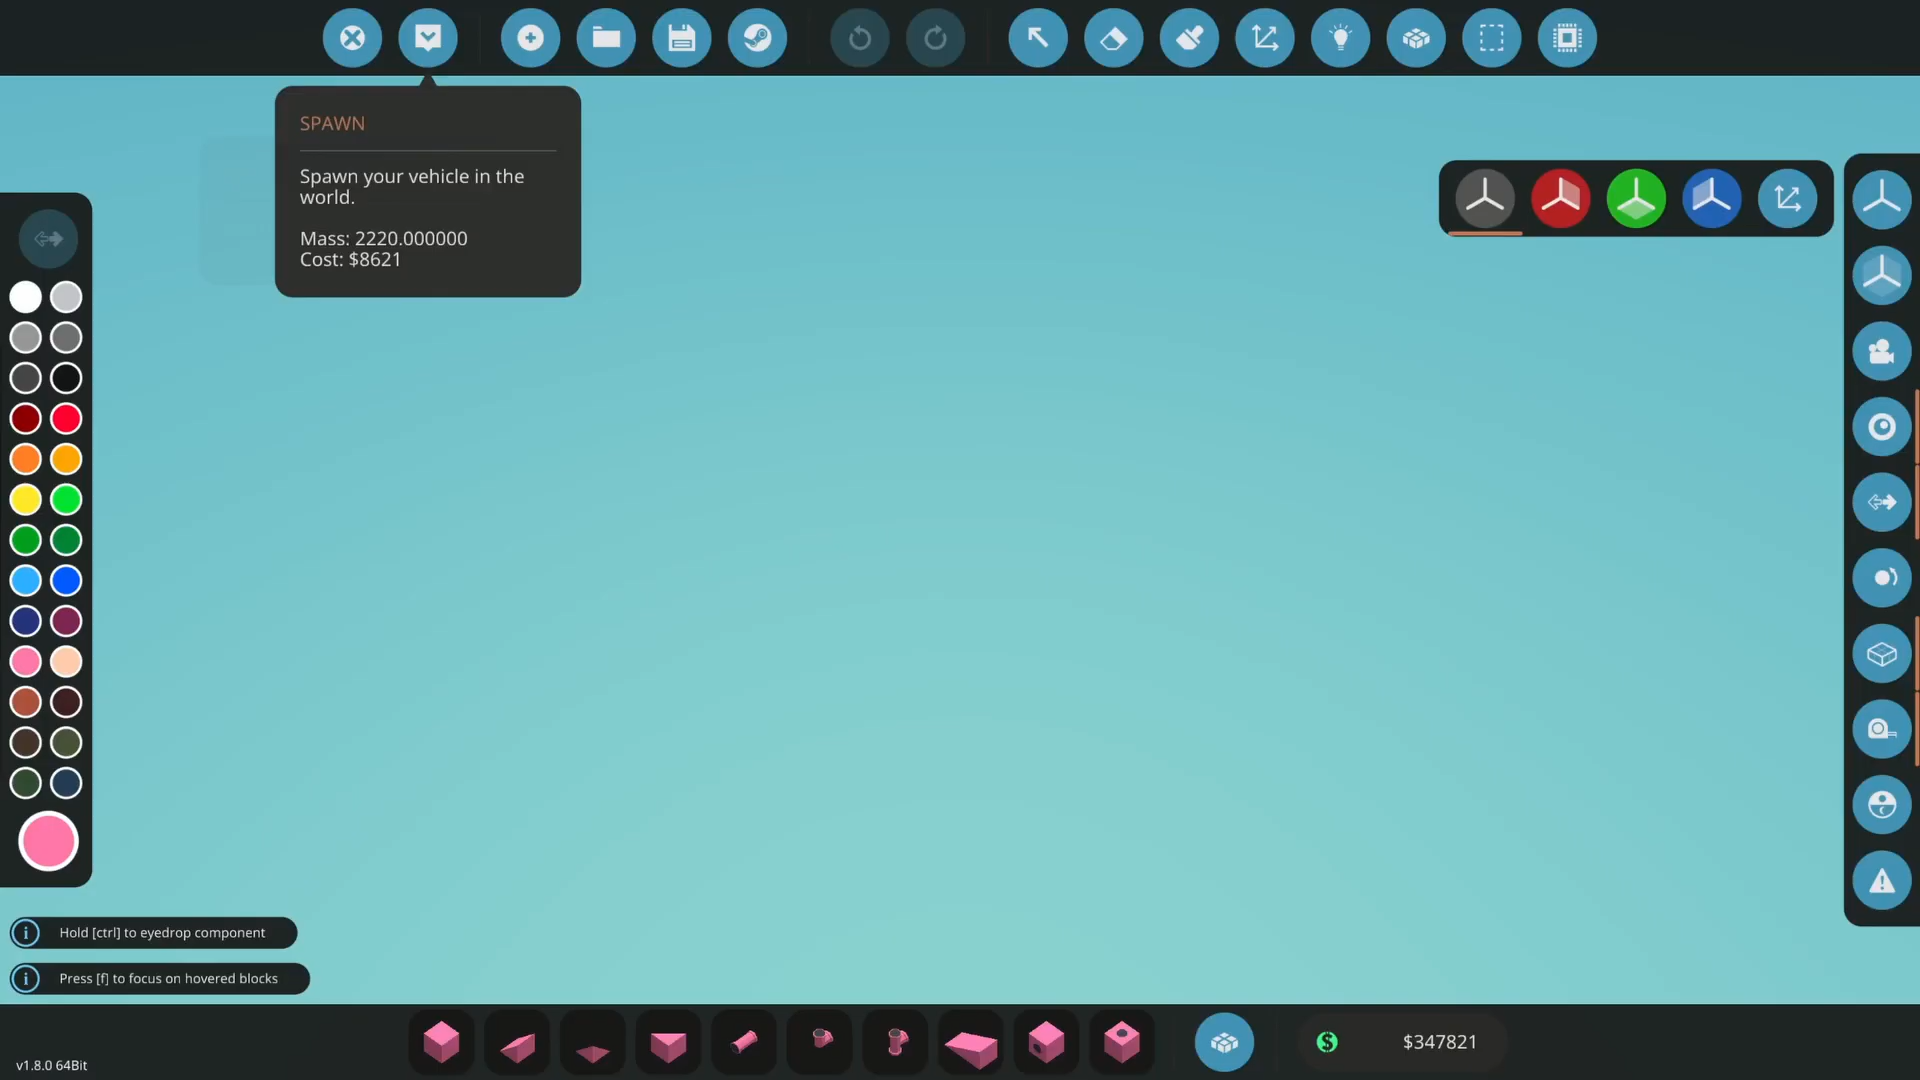 SPAWN
Spawn your vehicle in the
world.
Mass: 2220.000000
Cost: $8621
Hold [ctrl] to eyedrop component
Press [f] to focus on hovered blocks
$347821
v1.8.0 64Bit